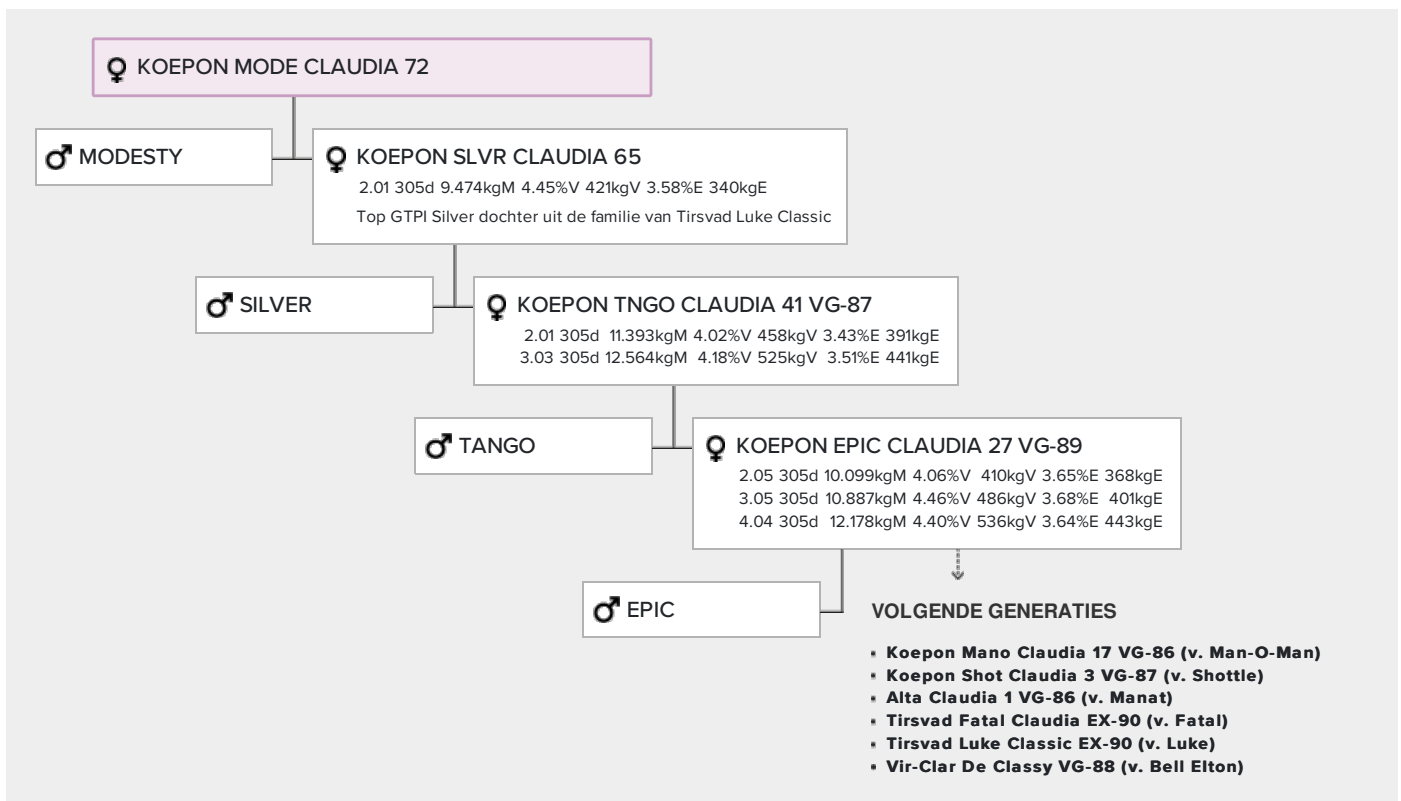 KOEPON MODE CLAUDIA 72
MODESTY
KOEPON SLVR CLAUDIA 65
2.01 305d 9.474kgM 4.45%V 421kgV 3.58%E 340kgE
Top GTPI Silver dochter uit de familie van Tirsvad Luke Classic
SILVER
KOEPON TNGO CLAUDIA 41 VG-87
2.01 305d 11.393kgM 4.02%V 458kgV 3.43%E 391kgE
3.03 305d 12.564kgM 4.18%V 525kgV 3.51%E 441kgE
TANGO
KOEPON EPIC CLAUDIA 27 VG-89
2.05 305d 10.099kgM 4.06%V 410kgV 3.65%E 368kgE
3.05 305d 10.887kgM 4.46%V 486kgV 3.68%E 401kgE
4.04 305d 12.178kgM 4.40%V 536kgV 3.64%E 443kgE
EPIC
VOLGENDE GENERATIES
Koepon Mano Claudia 17 VG-86 (v. Man-O-Man)
Koepon Shot Claudia 3 VG-87 (v. Shottle)
Alta Claudia 1 VG-86 (v. Manat)
Tirsvad Fatal Claudia EX-90 (v. Fatal)
Tirsvad Luke Classic EX-90 (v. Luke)
Vir-Clar De Classy VG-88 (v. Bell Elton)